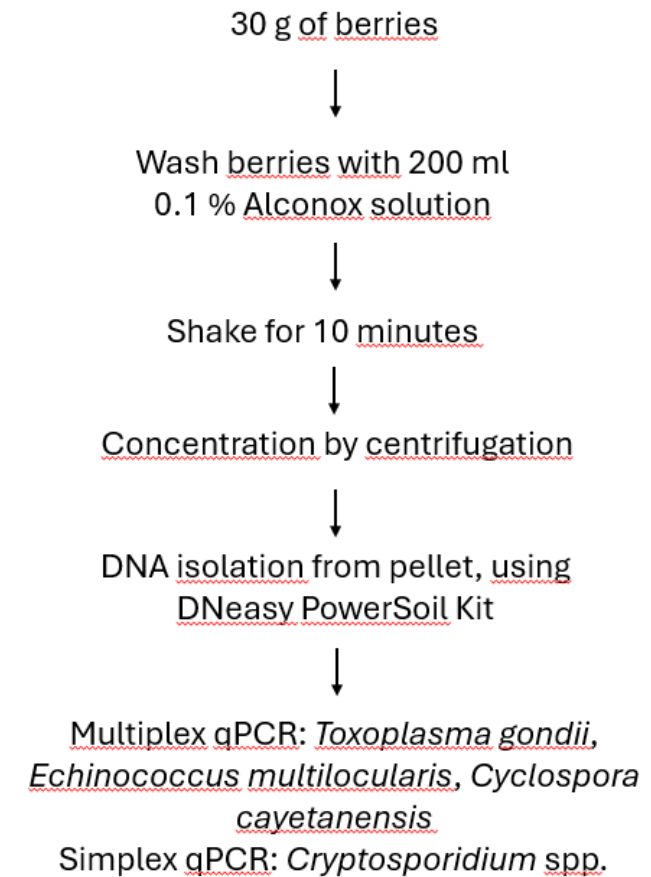 30 g of berries
Wash berries with 200 ml
0.1 % Alconox solution
Shake for 10 minutes
Concentration by centrifugation
DNA isolation from pellet, using
DNeasy PowerSoil Kit
Multiplex qPCR: Toxoplasma gondii,
Echinococcus multilocularis, Cyclospora
cayetanensis
Simplex qPCR: Cryptosporidium spp.